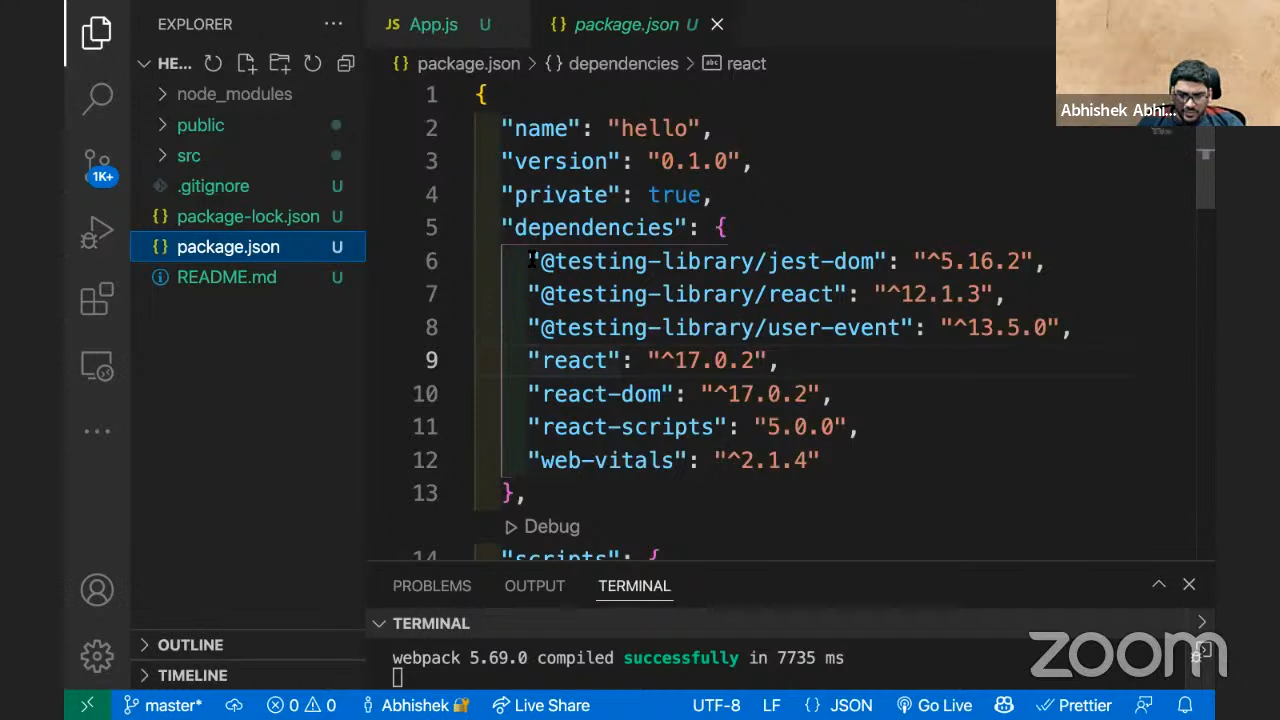 EXPLORER
HE...
node_modules
public
src
.gitignore U
{} package-lock.json U
{} package.json U
README.md U
OUTLINE
TIMELINE
1K+
JS App.js U
{} package.json U
{} package.json > {} dependencies > abc react
1 {
2 "name": "hello",
3 "version": "0.1.0",
4 "private": true,
5 "dependencies": {
6 "@testing-library/jest-dom": "^5.16.2",
7 "@testing-library/react": "^12.1.3",
8 "@testing-library/user-event": "^13.5.0",
9 "react": "^17.0.2",
10 "react-dom": "^17.0.2",
11 "react-scripts": "5.0.0",
12 "web-vitals": "^2.1.4"
13 },
Debug
14 "scripts": {
PROBLEMS OUTPUT TERMINAL
TERMINAL
webpack 5.69.0 compiled successfully in 7735 ms
Abhishek Abhi...
zoom
master* 0 0 Abhishek Live Share UTF-8 LF {} JSON Go Live Prettier